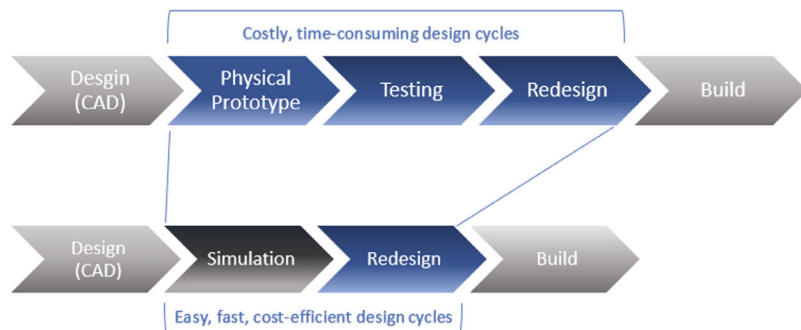 Costly, time-consuming design cycles
Desgin
(CAD)
Physical
Prototype
Testing
Redesign
Build
Design
(CAD)
Simulation
Redesign
Build
Easy, fast, cost-efficient design cycles